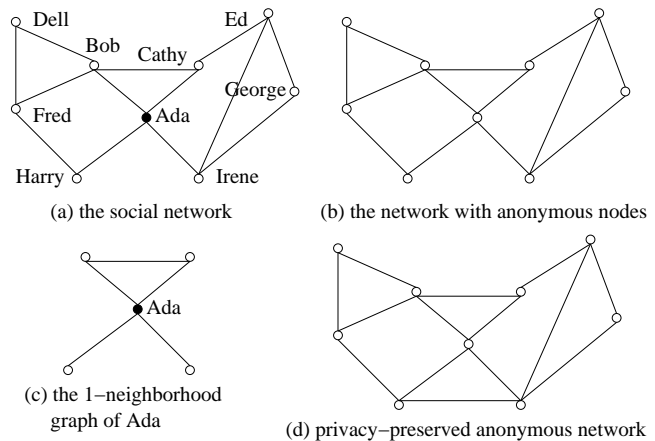 Dell
Ed
Bob
Cathy
George
Fred
Ada
Harry
Irene
(a) the social network
(b) the network with anonymous nodes
Ada
(c) the 1−neighborhood
graph of Ada
(d) privacy−preserved anonymous network